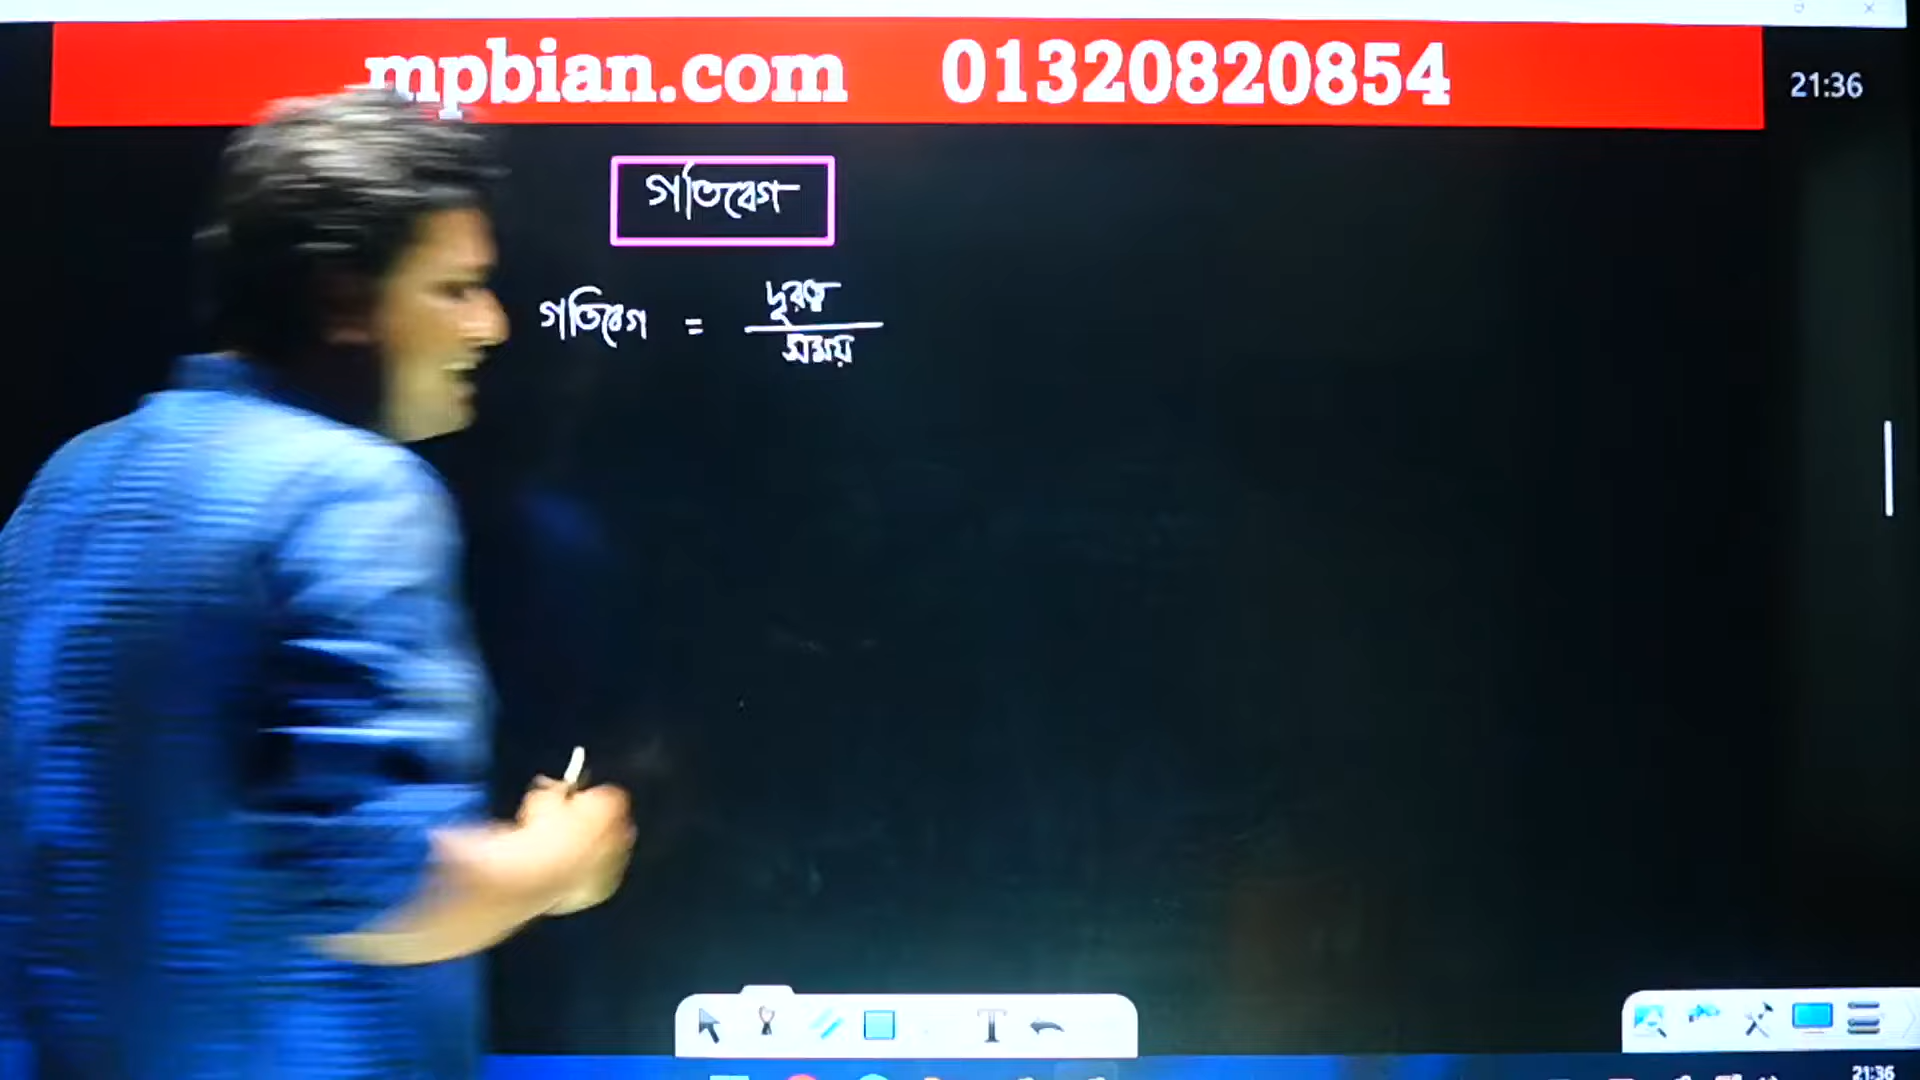 mpbian.com 01320820854
21:36
গতিবেগ
গতিবেগ = দূরত্ব
সময়
T
21:36